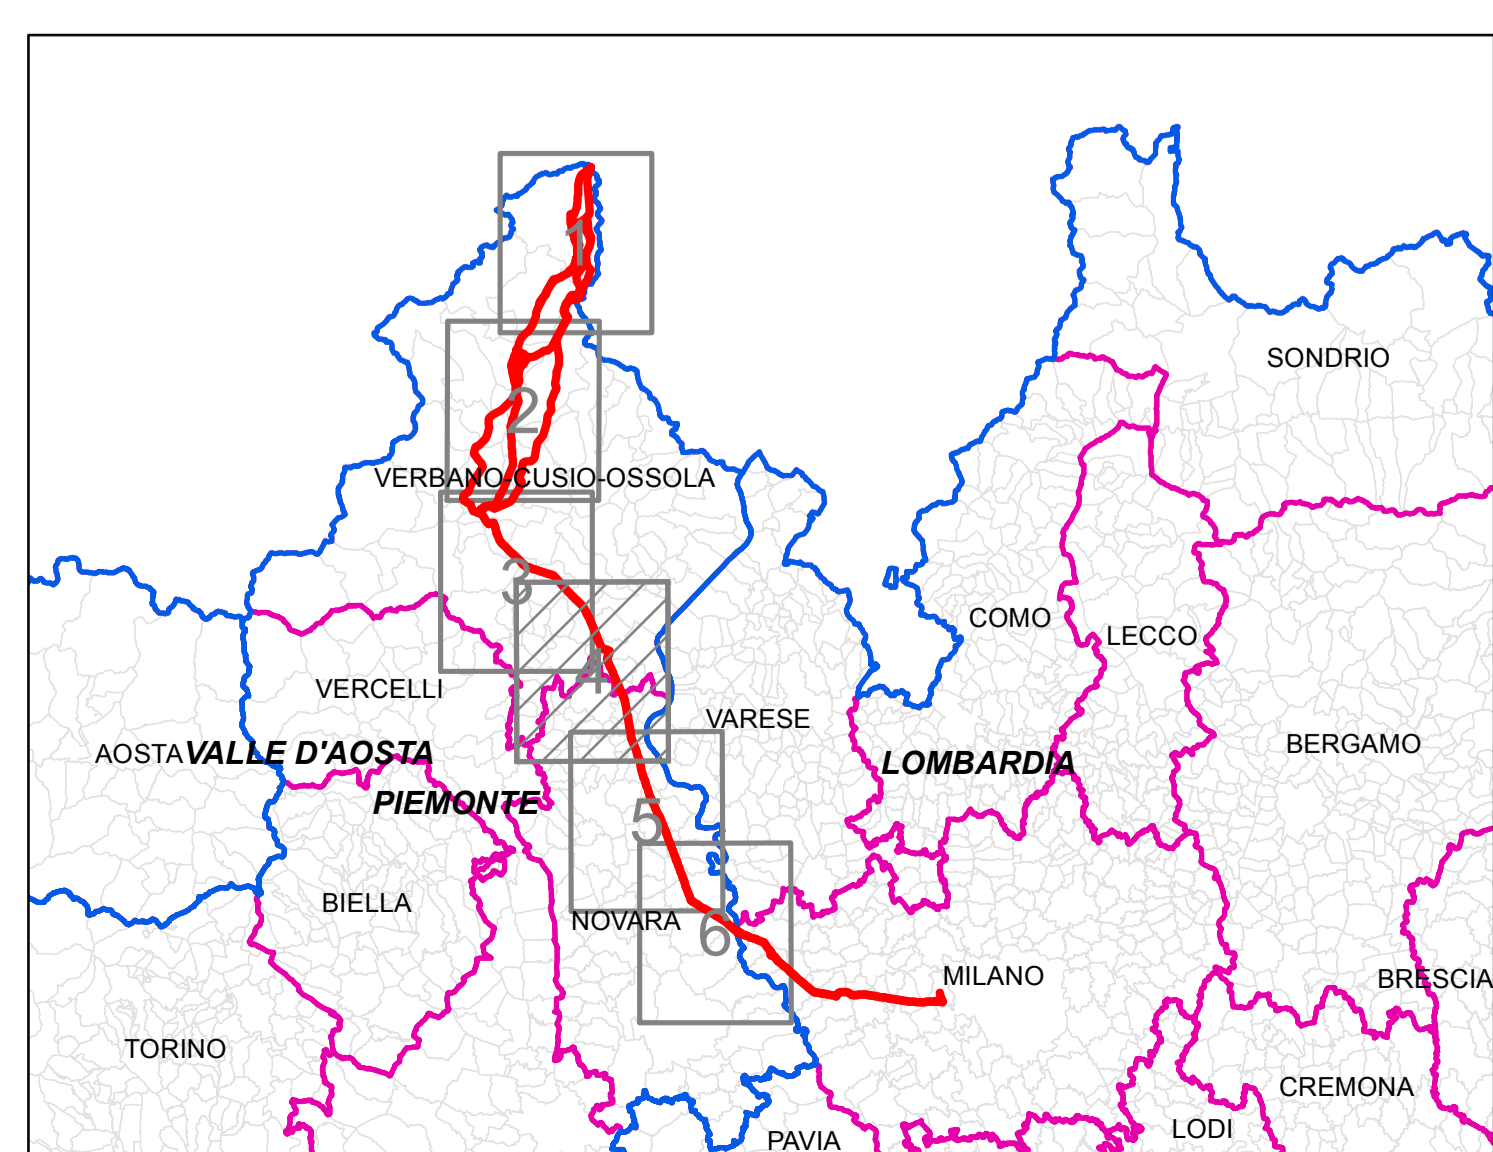 1
SONDRIO
2
VERBANO-CUSIO-OSSOLA
3
COMO
LECCO
4
VERCELLI
VARESE
BERGAMO
AOSTA
VALLE D'AOSTA
LOMBARDIA
PIEMONTE
5
BIELLA
NOVARA
6
MILANO
BRESCIA
TORINO
CREMONA
LODI
PAVIA